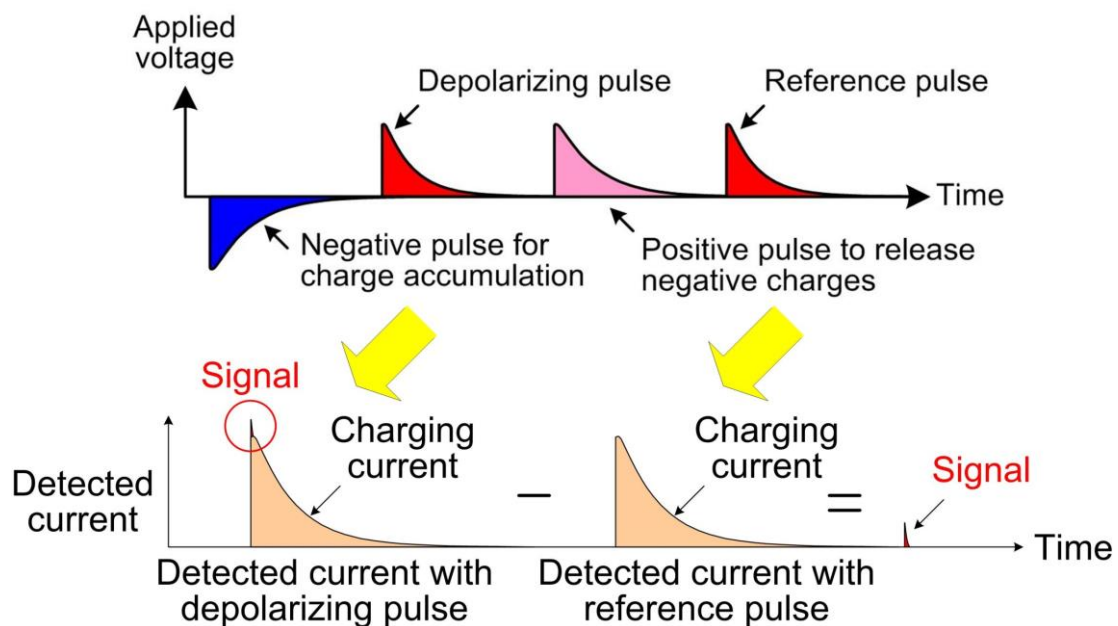 Applied
voltage
Depolarizing pulse
Reference pulse
Time
Negative pulse for
charge accumulation
Positive pulse to release
negative charges
Signal
Charging
current
Charging
current
Signal
Detected
current
−
=
Time
Detected current with
depolarizing pulse
Detected current with
reference pulse